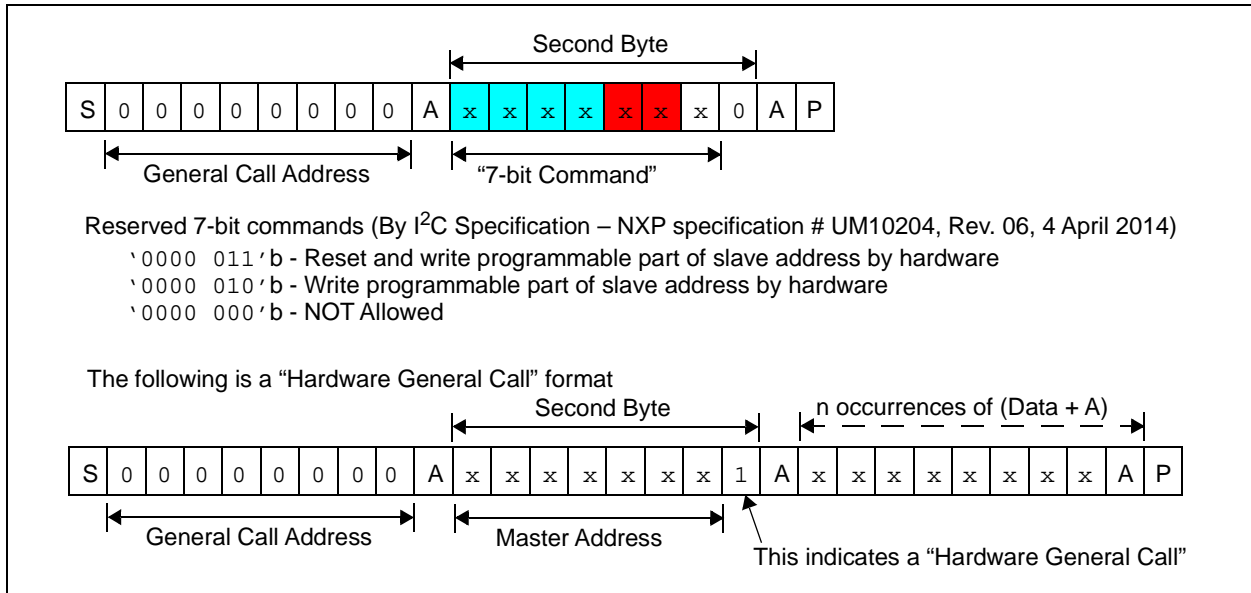 Second Byte
S 0 0 0 0 0 0 0 0 A x x x x x x x 0 A P
General Call Address “7-bit Command”
Reserved 7-bit commands (By I²C Specification – NXP specification # UM10204, Rev. 06, 4 April 2014)
‘0000 011’b - Reset and write programmable part of slave address by hardware
‘0000 010’b - Write programmable part of slave address by hardware
‘0000 000’b - NOT Allowed
The following is a “Hardware General Call” format
Second Byte n occurrences of (Data + A)
S 0 0 0 0 0 0 0 0 A x x x x x x x 1 A x x x x x x x x A P
General Call Address Master Address
This indicates a “Hardware General Call”